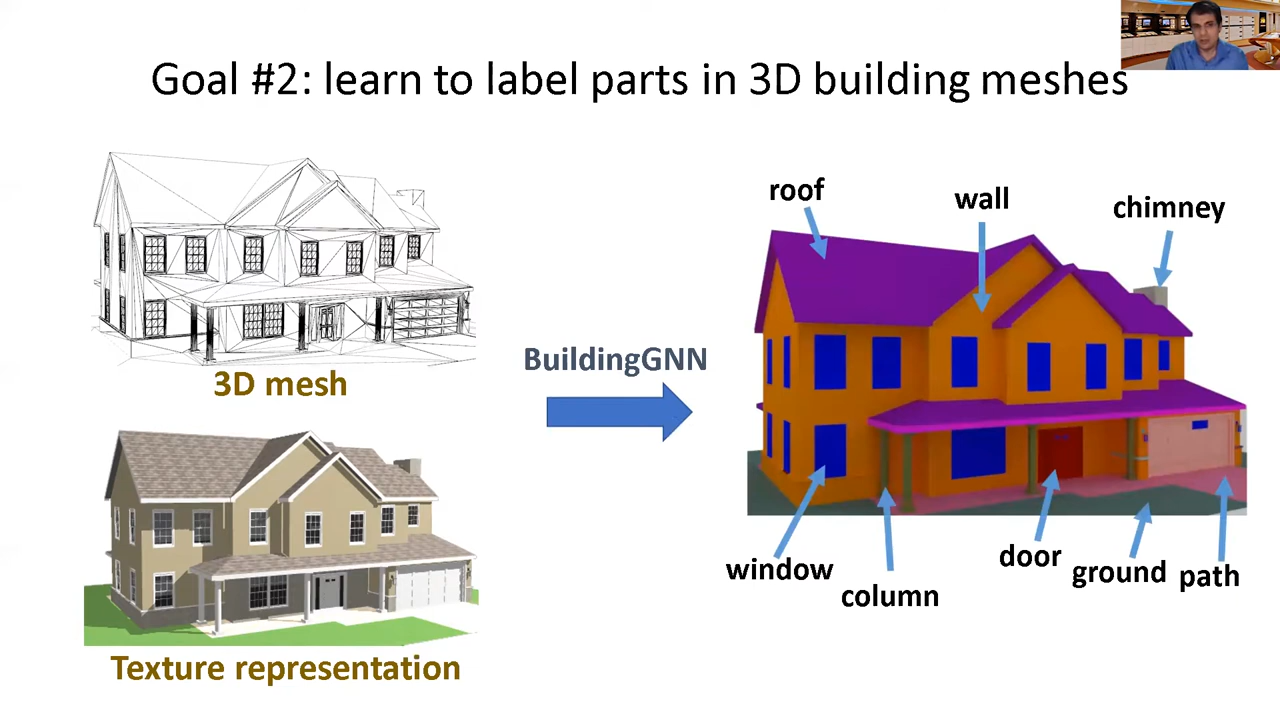 Goal #2: learn to label parts in 3D building meshes
3D mesh
Texture representation
BuildingGNN
roof
wall
chimney
window
column
door
ground
path